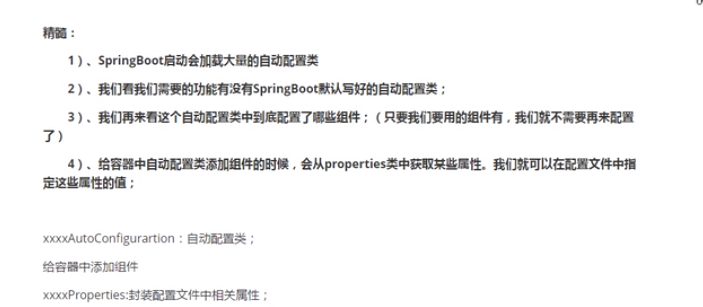 精髓：
1）、SpringBoot启动会加载大量的自动配置类
2）、我们看我们需要的功能有没有SpringBoot默认写好的自动配置类；
3）、我们再来看这个自动配置类中到底配置了哪些组件；（只要我们要用的组件有，我们就不需要再来配置
了）
4）、给容器中自动配置类添加组件的时候，会从properties类中获取某些属性。我们就可以在配置文件中指
定这些属性的值；
xxxxAutoConfigurartion：自动配置类；
给容器中添加组件
xxxxProperties:封装配置文件中相关属性；